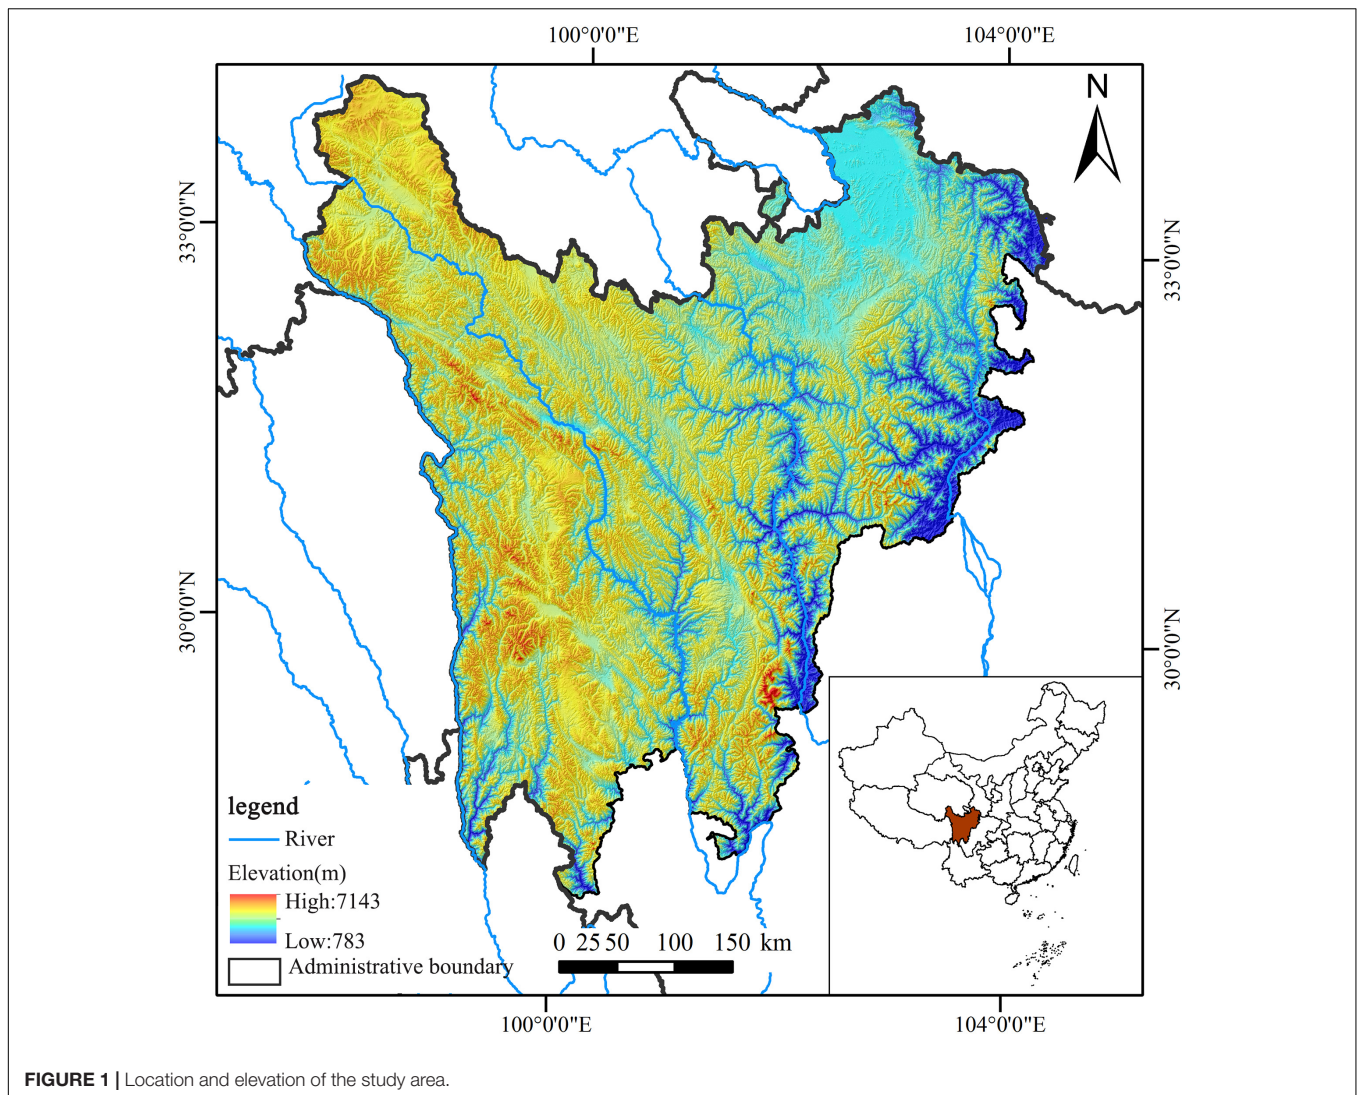 100°0'0"E 104°0'0"E
N
33°0'0"N
33°0'0"N
30°0'0"N
30°0'0"N
legend
River
Elevation(m)
High:7143
Low:783
Administrative boundary
0 25 50 100 150 km
100°0'0"E 104°0'0"E
FIGURE 1 | Location and elevation of the study area.